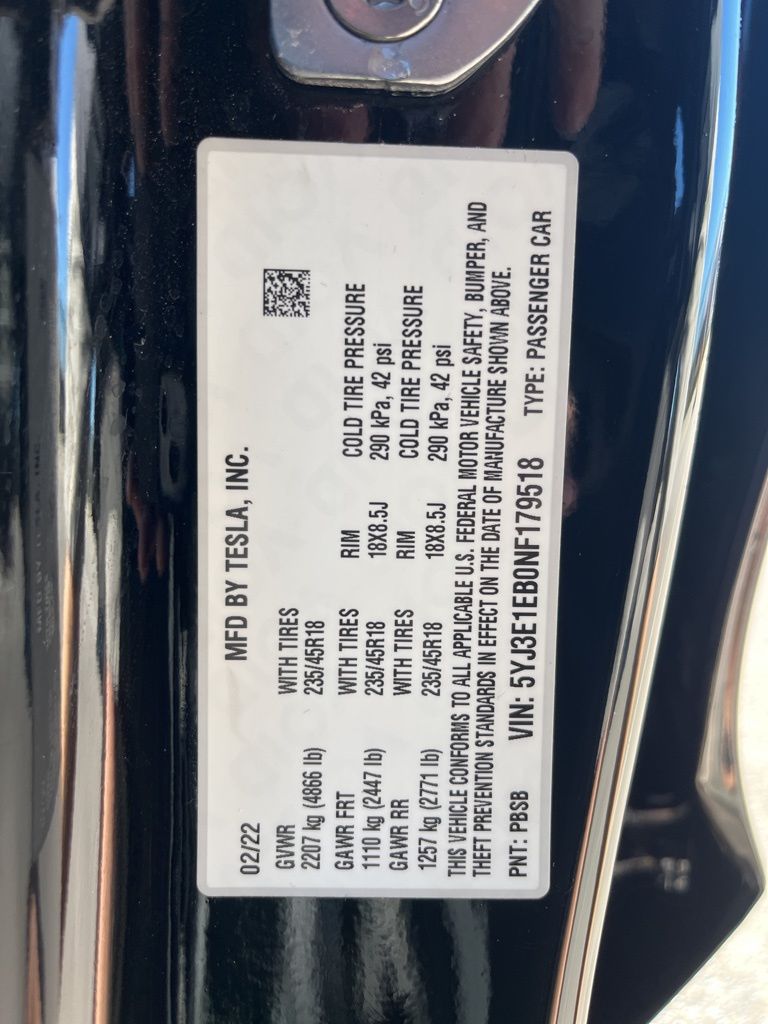 MFD BY TESLA, INC.
02/22
GVWR WITH TIRES
2207 kg (4866 lb) 235/45R18
GAWR FRT WITH TIRES RIM COLD TIRE PRESSURE
1110 kg (2447 lb) 235/45R18 18X8.5J 290 kPa, 42 psi
GAWR RR WITH TIRES RIM COLD TIRE PRESSURE
1257 kg (2771 lb) 235/45R18 18X8.5J 290 kPa, 42 psi
THIS VEHICLE CONFORMS TO ALL APPLICABLE U.S. FEDERAL MOTOR VEHICLE SAFETY, BUMPER, AND
THEFT PREVENTION STANDARDS IN EFFECT ON THE DATE OF MANUFACTURE SHOWN ABOVE.
PNT: PBSB VIN: 5YJ3E1EB0NF179518 TYPE: PASSENGER CAR